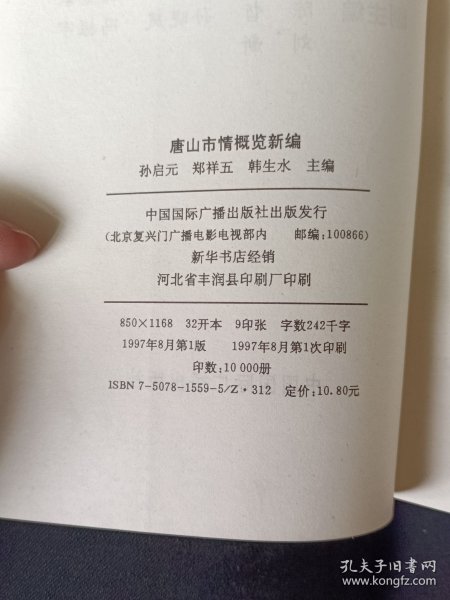 唐山市情概览新编
孙启元 郑祥五 韩生水 主编
中国国际广播出版社出版发行
(北京复兴门广播电影电视部内 邮编:100866)
新华书店经销
河北省丰润县印刷厂印刷
850×1168 32开本 9印张 字数242千字
1997年8月第1版 1997年8月第1次印刷
印数:10 000册
ISBN 7-5078-1559-5/Z·312 定价:10.80元
孔夫子旧书网
www.kongfz.com